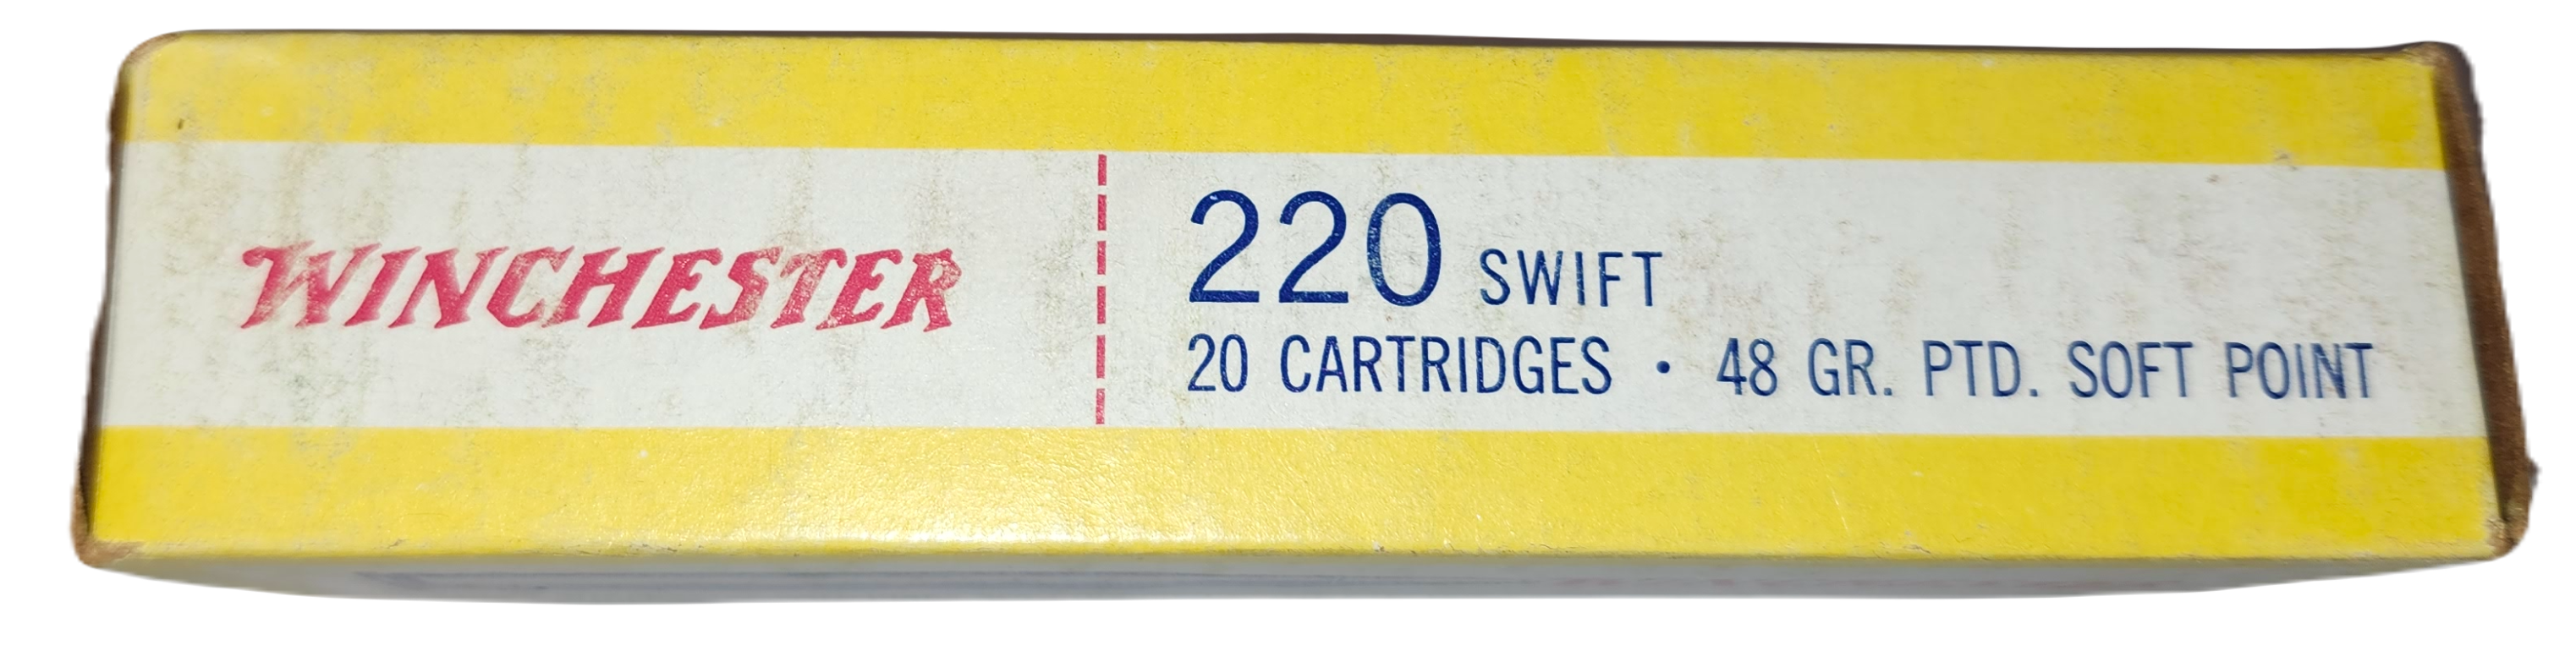 WINCHESTER
220 SWIFT
20 CARTRIDGES • 48 GR. PTD. SOFT POINT